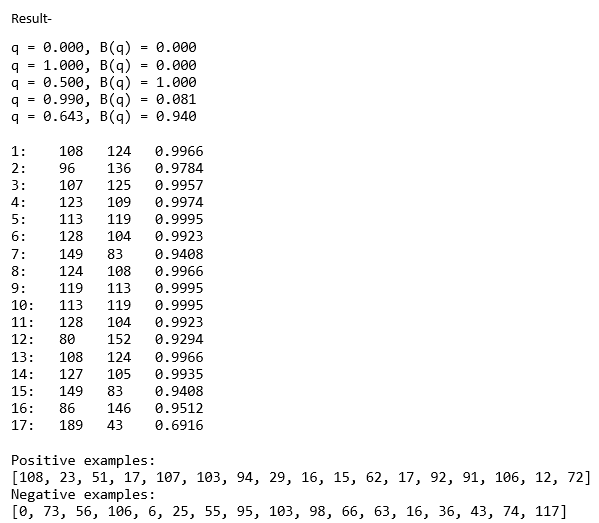 Result-
q = 0.000, B(q) = 0.000
q = 1.000, B(q) = 0.000
q = 0.500, B(q) = 1.000
q = 0.990, B(q) = 0.081
q = 0.643, B(q) = 0.940
1: 108 124 0.9966
2: 96 136 0.9784
3: 107 125 0.9957
4: 123 109 0.9974
5: 113 119 0.9995
6: 128 104 0.9923
7: 149 83 0.9408
8: 124 108 0.9966
9: 119 113 0.9995
10: 113 119 0.9995
11: 128 104 0.9923
12: 80 152 0.9294
13: 108 124 0.9966
14: 127 105 0.9935
15: 149 83 0.9408
16: 86 146 0.9512
17: 189 43 0.6916
Positive examples:
[108, 23, 51, 17, 107, 103, 94, 29, 16, 15, 62, 17, 92, 91, 106, 12, 72]
Negative examples:
[0, 73, 56, 106, 6, 25, 55, 95, 103, 98, 66, 63, 16, 36, 43, 74, 117]